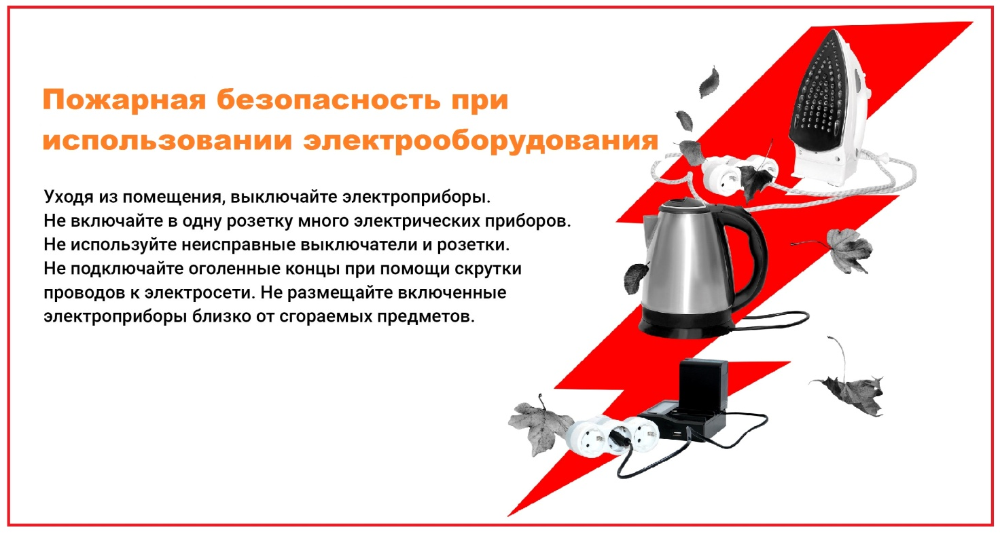 Пожарная безопасность при
использовании электрооборудования
Уходя из помещения, выключайте электроприборы.
Не включайте в одну розетку много электрических приборов.
Не используйте неисправные выключатели и розетки.
Не подключайте оголенные концы при помощи скрутки
проводов к электросети. Не размещайте включенные
электроприборы близко от сгораемых предметов.